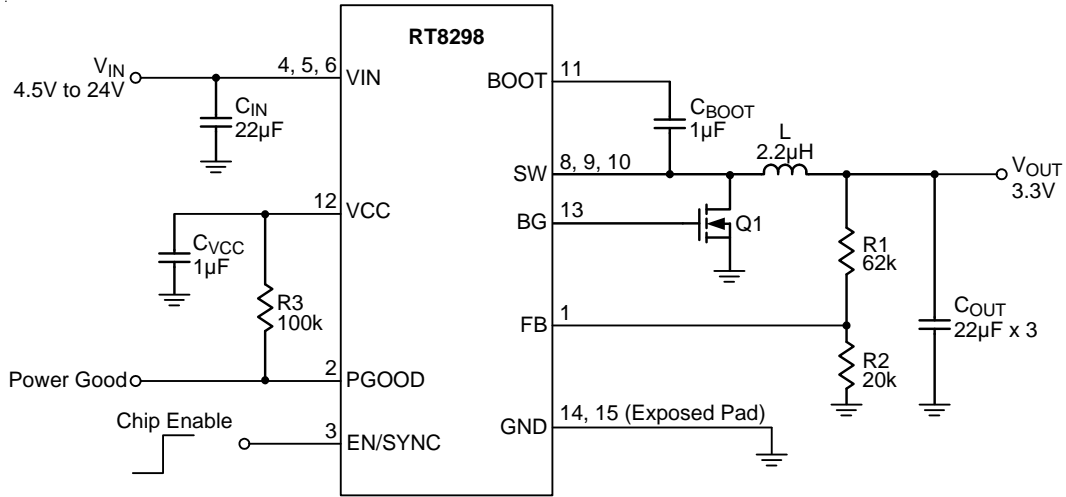 RT8298
VIN
4.5V to 24V
4, 5, 6
VIN
CIN
22µF
12
VCC
CVCC
1µF
R3
100k
Power Good
2
PGOOD
Chip Enable
3
EN/SYNC
BOOT
11
CBOOT
1µF
L
2.2µH
SW
8, 9, 10
VOUT
3.3V
BG
13
Q1
R1
62k
FB
1
COUT
22µF x 3
R2
20k
GND
14, 15 (Exposed Pad)